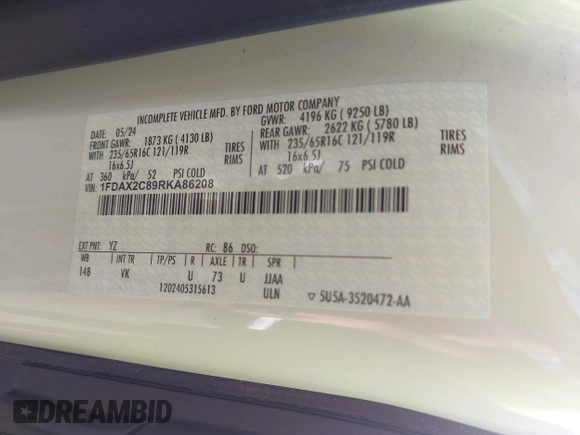 INCOMPLETE VEHICLE MFD. BY FORD MOTOR COMPANY
DATE: 05/24 GVWR: 4196 KG ( 9250 LB)
FRONT GAWR: 1873 KG ( 4130 LB) REAR GAWR: 2622 KG ( 5780 LB)
WITH 235/65R16C 121/119R TIRES WITH 235/65R16C 121/119R TIRES
16x6.5J RIMS 16x6.5J RIMS
AT 360 kPa/ 52 PSI COLD AT 520 kPa/ 75 PSI COLD
VIN: 1FDAX2C89RKA86208
EXT PNT: YZ RC: 86 DSO:
WB INT TR TP/PS R AXLE TR SPR
148 VK U 73 U JJAA
1202405315613 ULN ▽ 5U5A-3520472-AA
DREAMBID